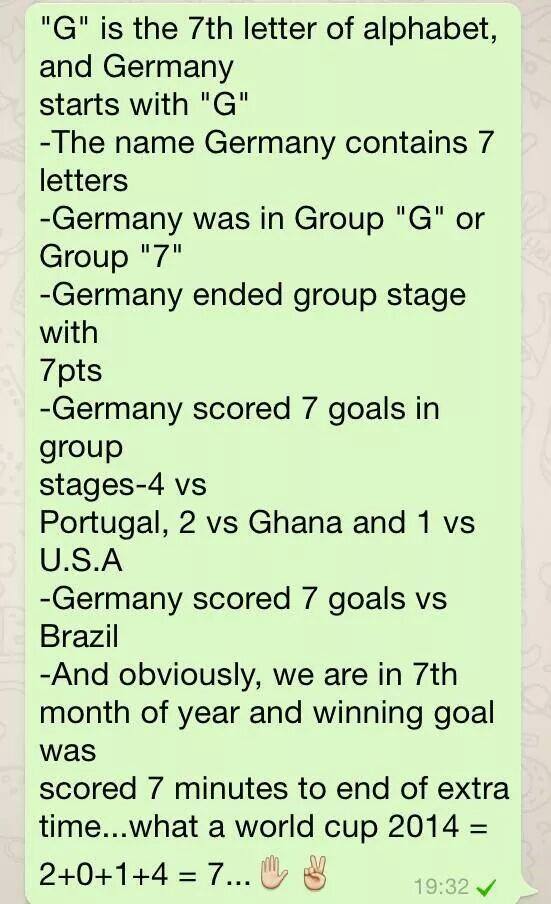 "G" is the 7th letter of alphabet,
and Germany
starts with "G"
-The name Germany contains 7
letters
-Germany was in Group "G" or
Group "7"
-Germany ended group stage
with
7pts
-Germany scored 7 goals in
group
stages-4 vs
Portugal, 2 vs Ghana and 1 vs
U.S.A
-Germany scored 7 goals vs
Brazil
-And obviously, we are in 7th
month of year and winning goal
was
scored 7 minutes to end of extra
time...what a world cup 2014 =
2+0+1+4 = 7...✋✌
19:32